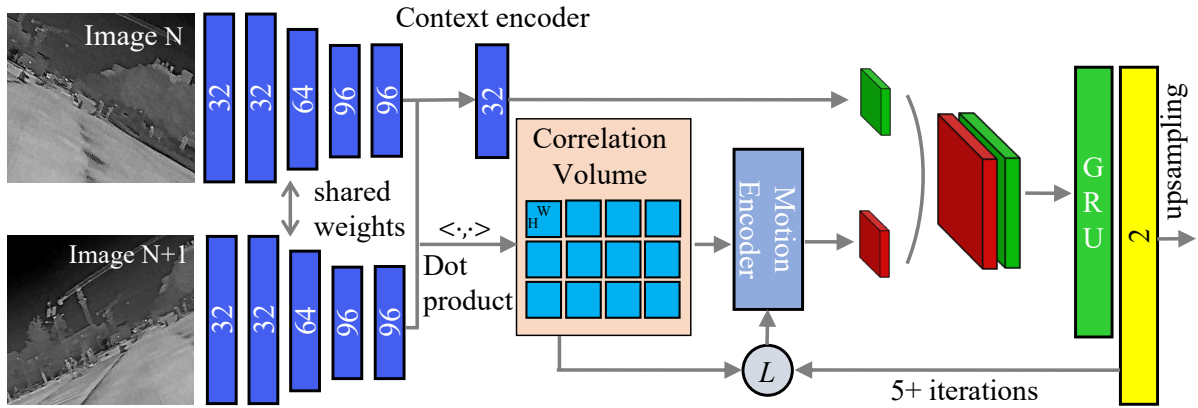 Image N
32
32
64
96
96
Context encoder
32
shared
weights
Image N+1
32
32
64
96
96
<·,·>
Dot
product
Correlation
Volume
H W
Motion
Encoder
L
5+ iterations
GRU
2
upsampling